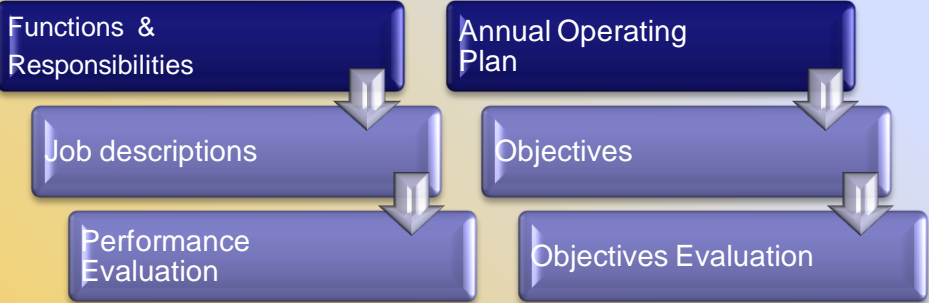 Functions &
Responsibilities
Job descriptions
Performance
Evaluation
Annual Operating
Plan
Objectives
Objectives Evaluation